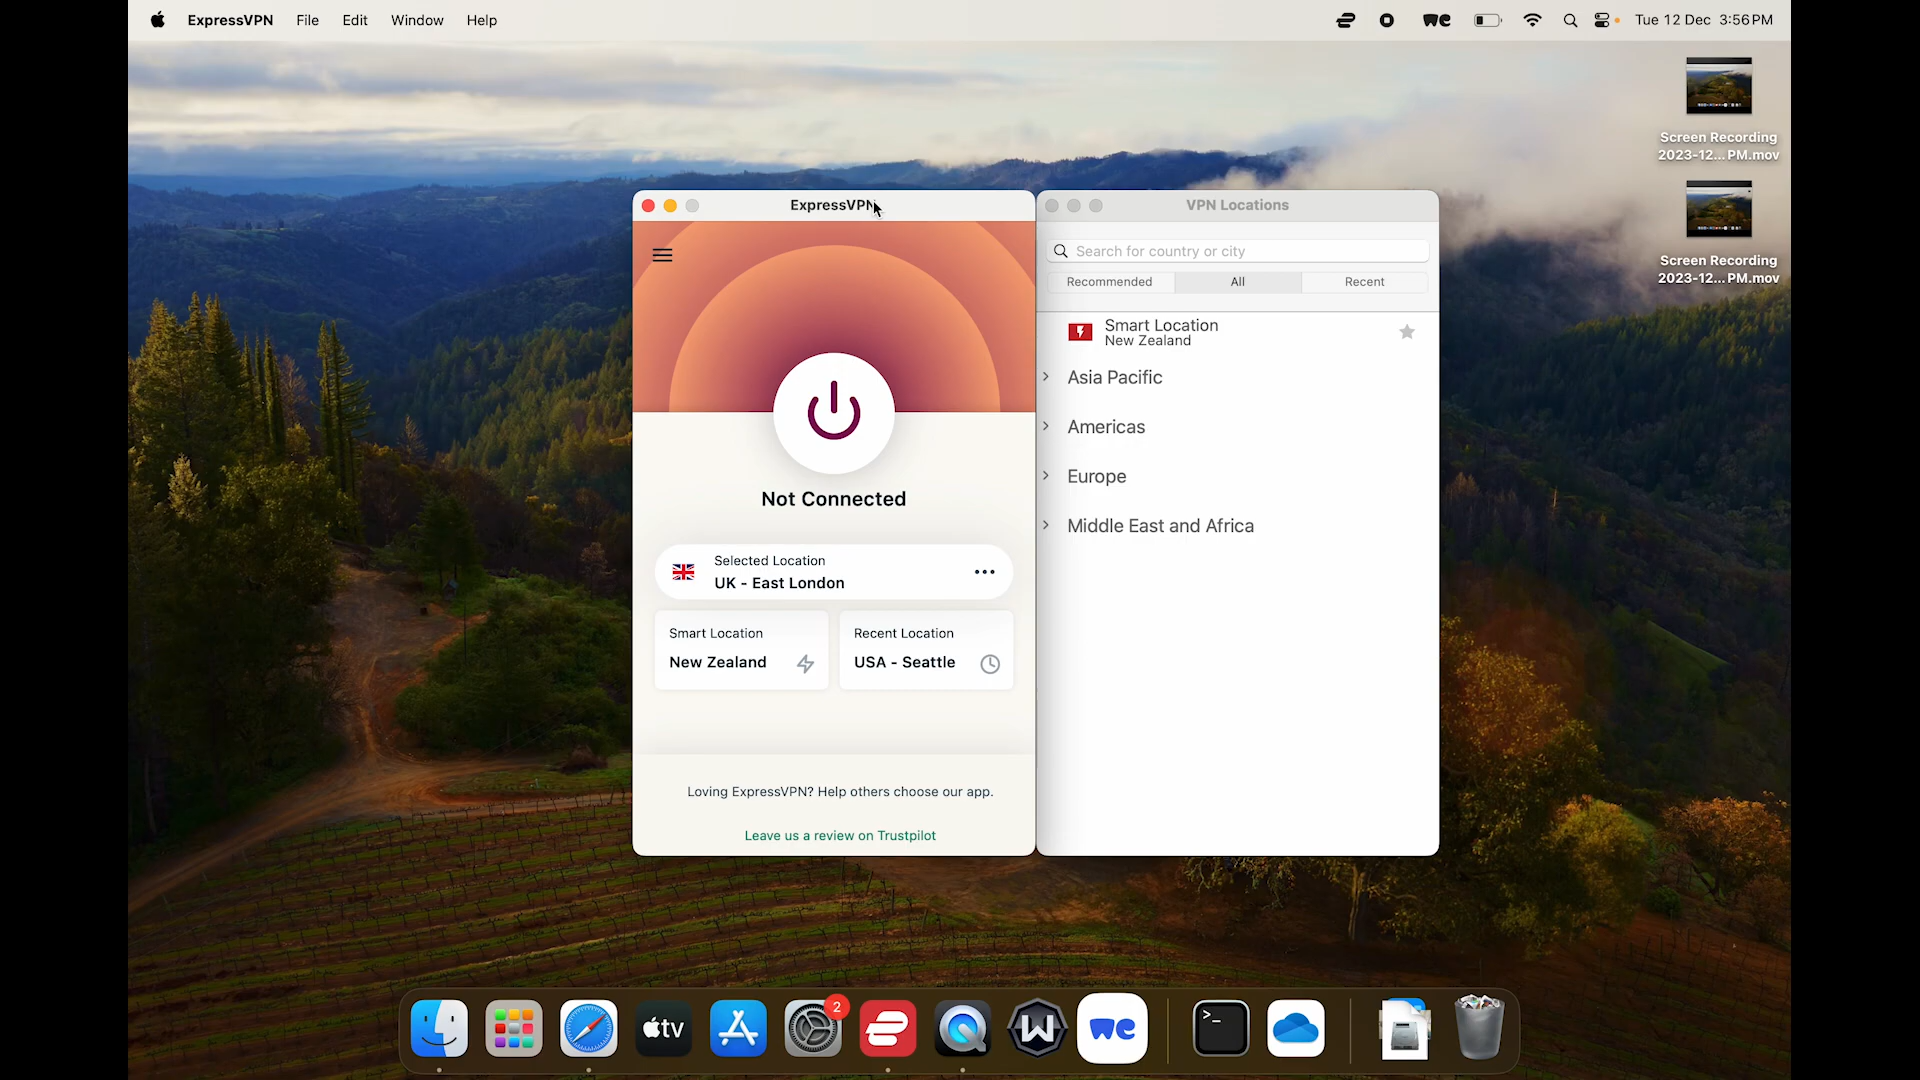 ExpressVPN File Edit Window Help
Tue 12 Dec 3:56 PM
Screen Recording
2023-12...PM.mov
Screen Recording
2023-12...PM.mov
ExpressVPN
Not Connected
Selected Location
UK - East London
Smart Location
New Zealand
Recent Location
USA - Seattle
Loving ExpressVPN? Help others choose our app.
Leave us a review on Trustpilot
VPN Locations
Search for country or city
Recommended All Recent
Smart Location
New Zealand
Asia Pacific
Americas
Europe
Middle East and Africa
tv
2
W
we
>_